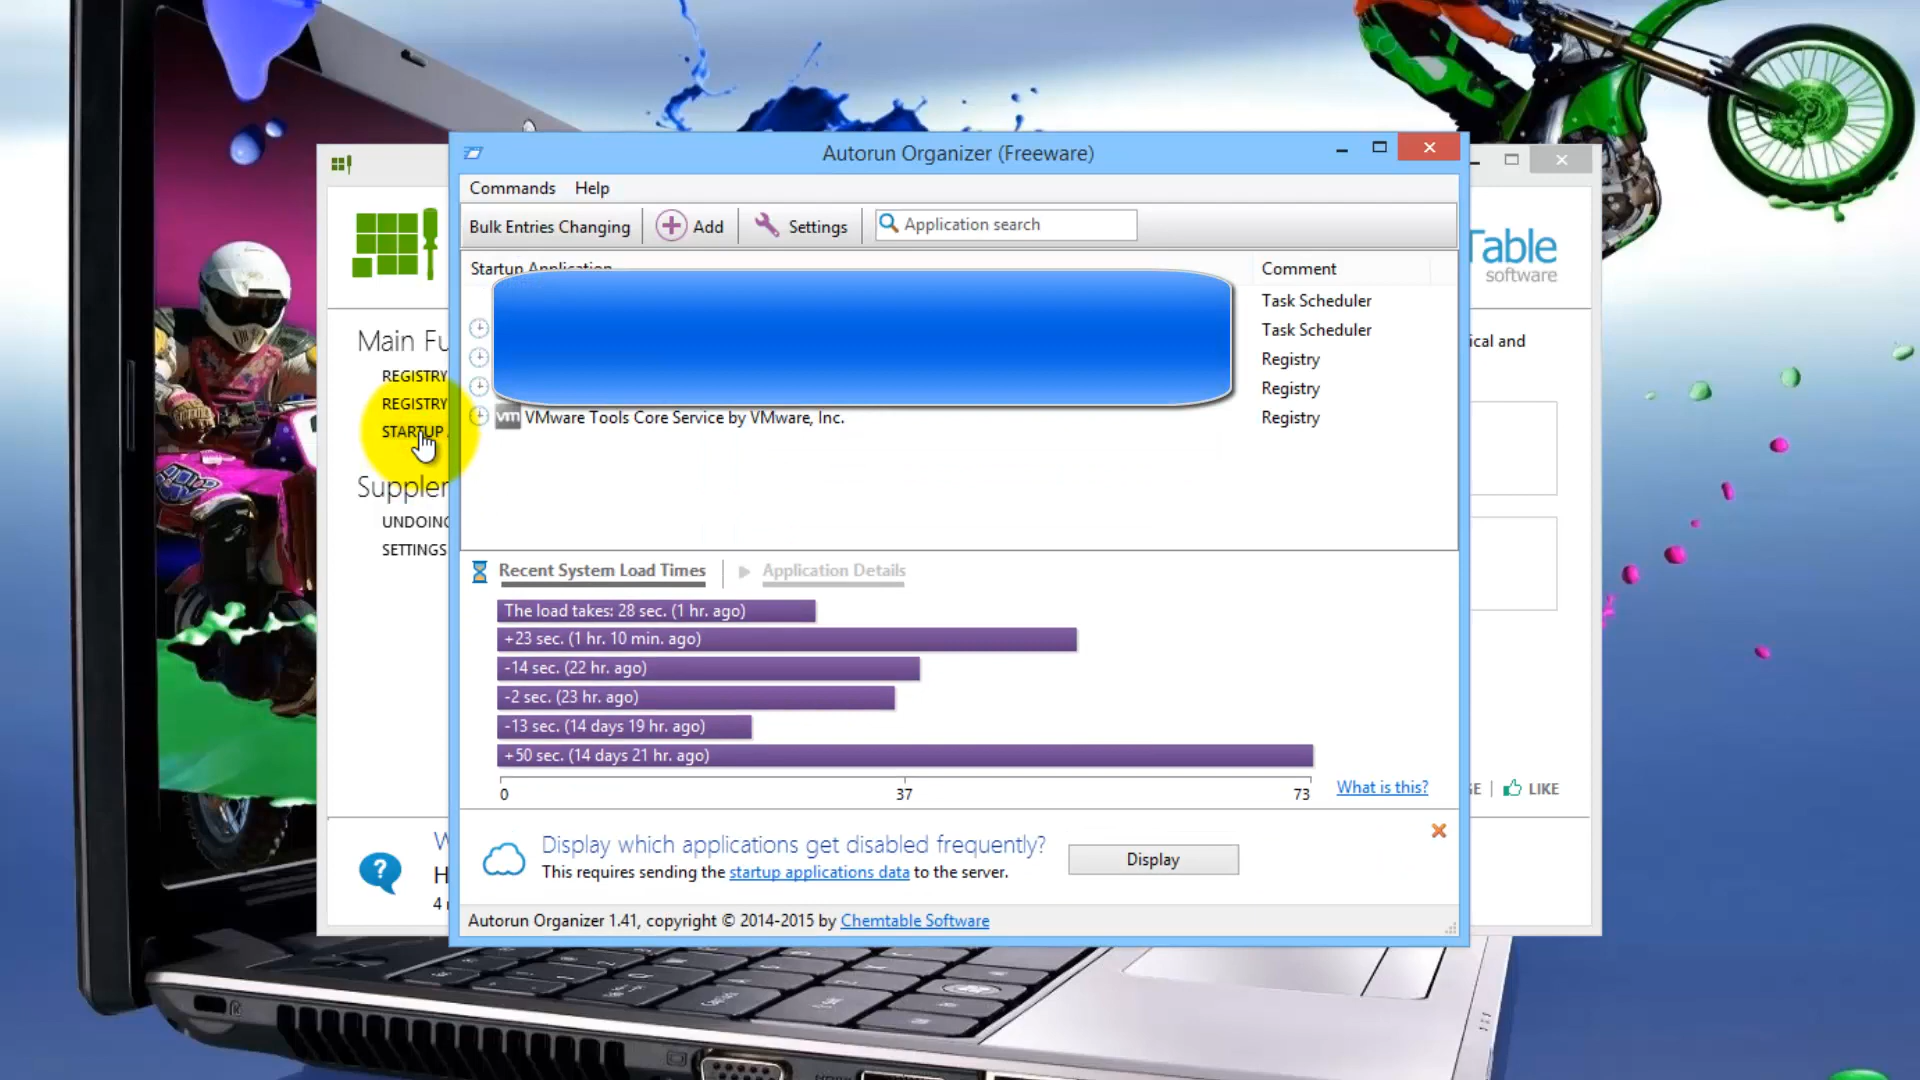 Autorun Organizer (Freeware)
Commands Help
Bulk Entries Changing Add Settings Application search
Table
software
Startup Application Comment
Task Scheduler
Task Scheduler
Registry
Registry
vm VMware Tools Core Service by VMware, Inc. Registry
Main Fu
REGISTRY
REGISTRY
STARTUP
Suppler
UNDOING
SETTINGS
ical and
Recent System Load Times Application Details
The load takes: 28 sec. (1 hr. ago)
+23 sec. (1 hr. 10 min. ago)
-14 sec. (22 hr. ago)
-2 sec. (23 hr. ago)
-13 sec. (14 days 19 hr. ago)
+50 sec. (14 days 21 hr. ago)
0 37 73
What is this?
GE | LIKE
Display which applications get disabled frequently?
This requires sending the startup applications data to the server.
Display
W
H
4
Autorun Organizer 1.41, copyright © 2014-2015 by Chemtable Software